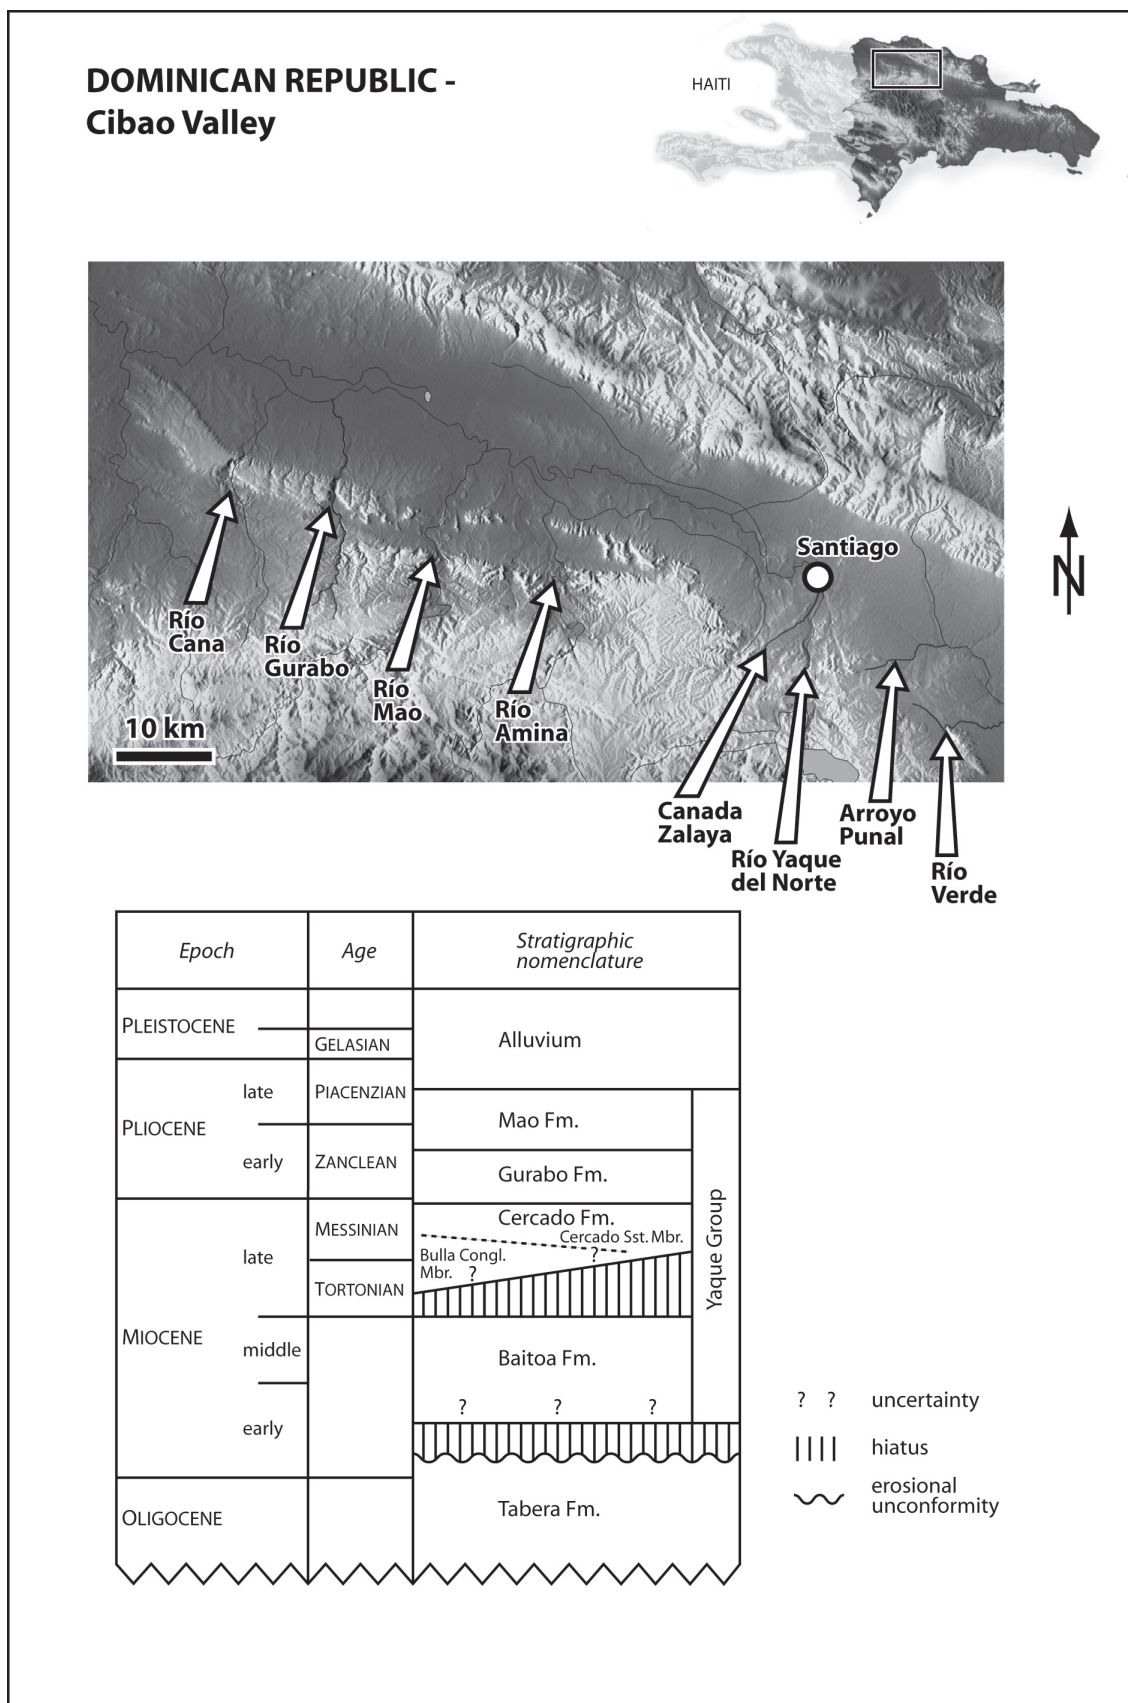 DOMINICAN REPUBLIC -
Cibao Valley
HAITI
Santiago
Río
Cana
Río
Gurabo
Río
Mao
Río
Amina
10 km
Canada
Zalaya
Río Yaque
del Norte
Arroyo
Punal
Río
Verde
N
Epoch
Age
Stratigraphic
nomenclature
PLEISTOCENE
GELASIAN
Alluvium
late
PIACENZIAN
Mao Fm.
PLIOCENE
early
ZANCLEAN
Gurabo Fm.
MESSINIAN
Cercado Fm.
Cercado Sst. Mbr.
?
late
Bulla Congl.
Mbr. ?
TORTONIAN
Yaque Group
MIOCENE
middle
Baitoa Fm.
? ? ?
early
OLIGOCENE
Tabera Fm.
? ? uncertainty
hiatus
erosional
unconformity